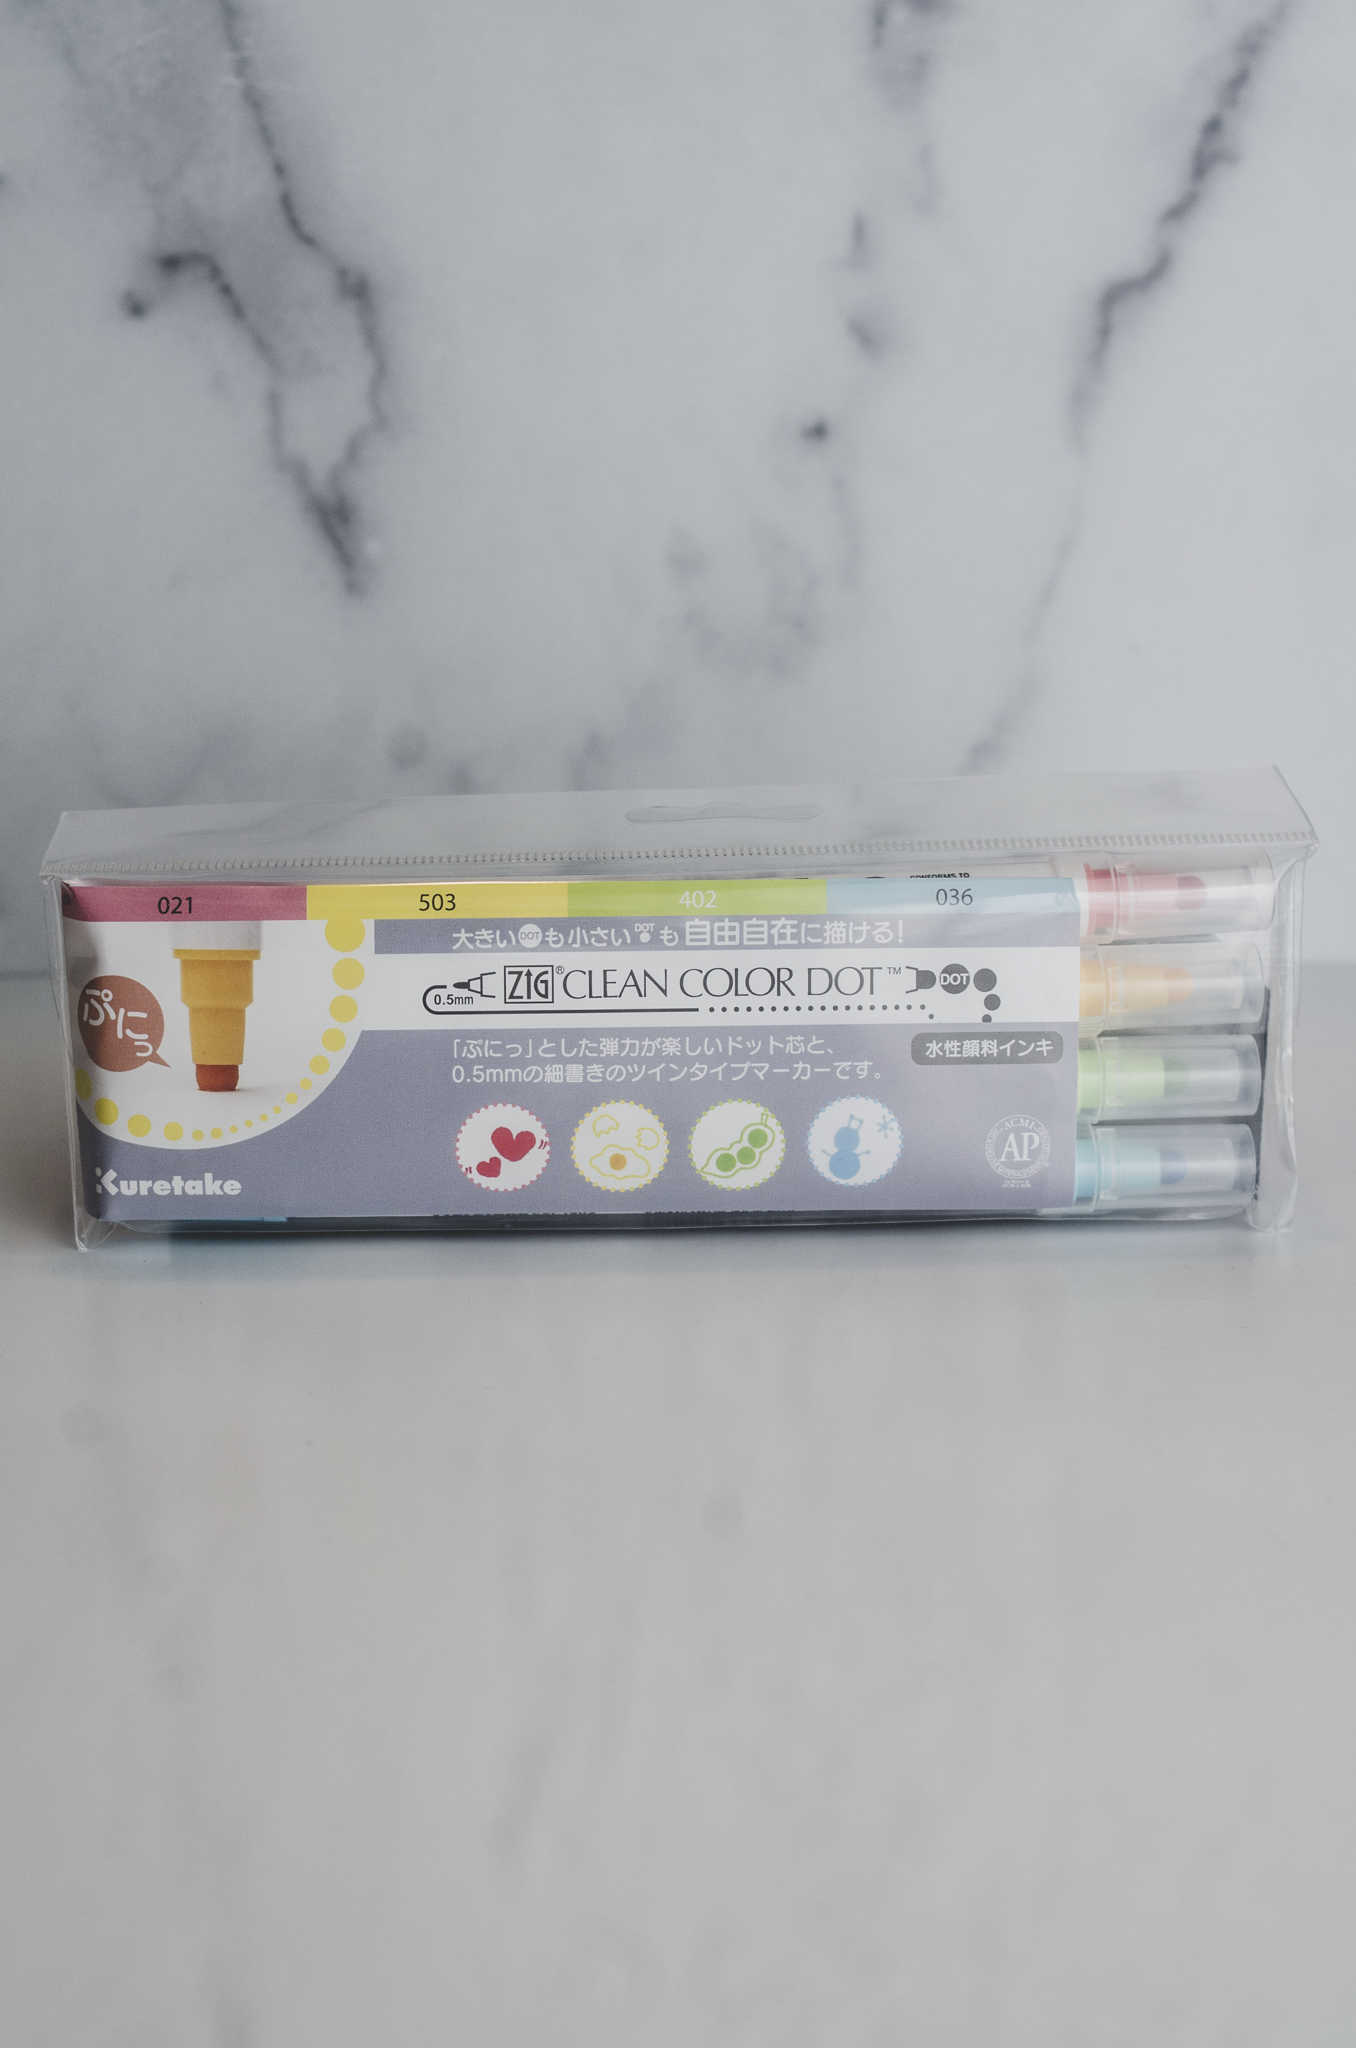 CONFORMS TO
021 503 402 036
大きいDOTも小さいDOTも自由自在に描ける!
ぷにっ
0.5mm ZIG® CLEAN COLOR DOT™ DOT
「ぷにっ」とした弾力が楽しいドット芯と、
0.5mmの細書きのツインタイプマーカーです。
水性顔料インキ
ACMI
AP
Kuretake